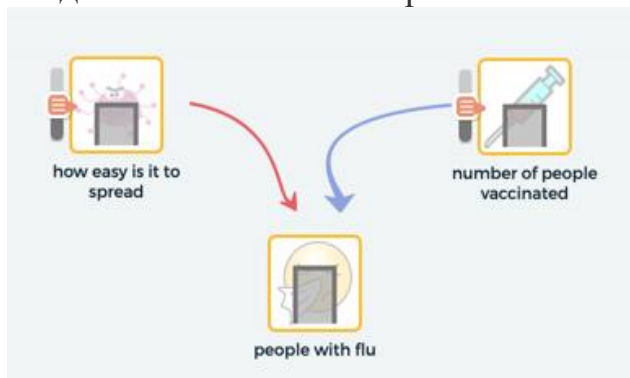 how easy is it to
spread
number of people
vaccinated
people with flu